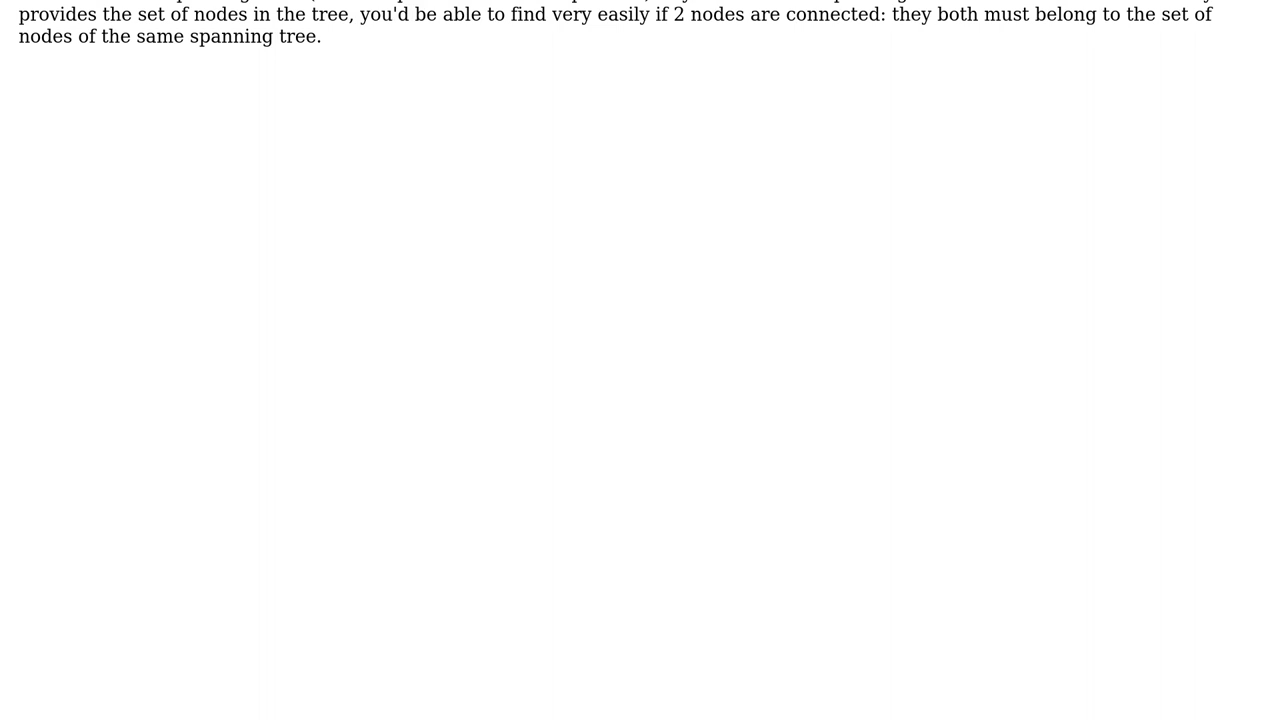 provides the set of nodes in the tree, you'd be able to find very easily if 2 nodes are connected: they both must belong to the set of
nodes of the same spanning tree.